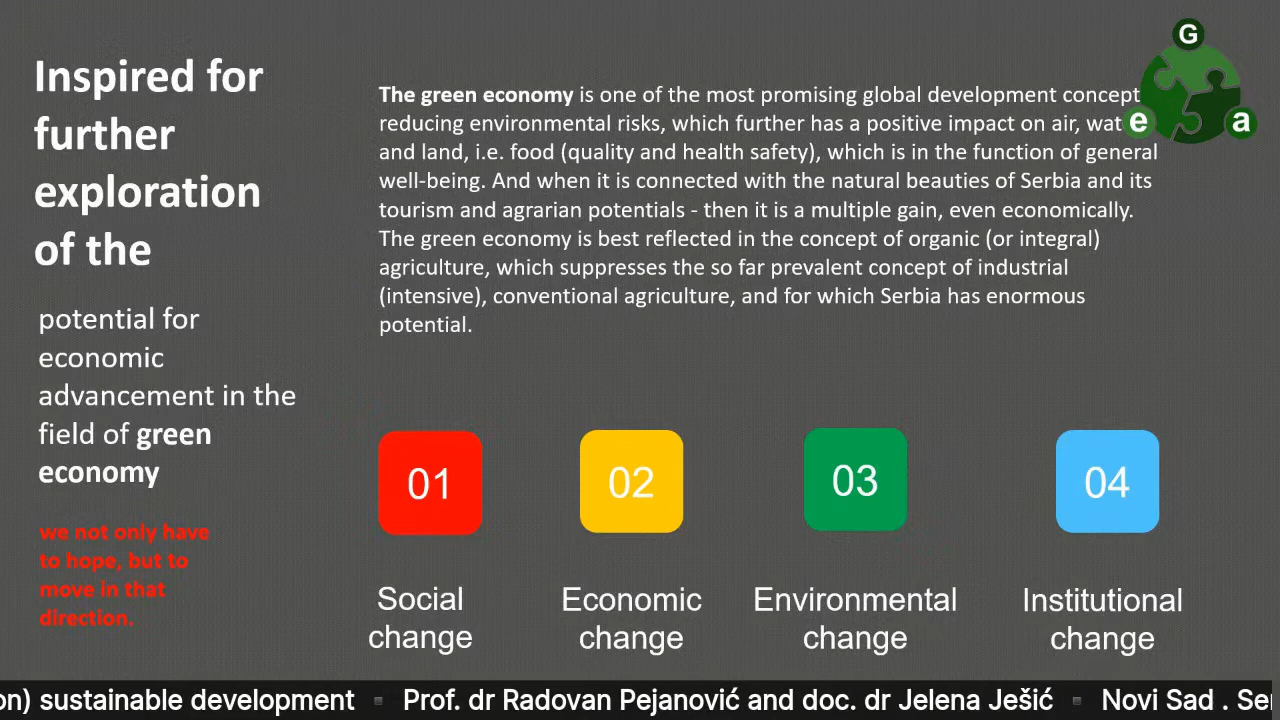 Inspired for
further
exploration
of the
potential for
economic
advancement in the
field of green
economy
we not only have
to hope, but to
move in that
direction.
The green economy is one of the most promising global development concept
reducing environmental risks, which further has a positive impact on air, wat
and land, i.e. food (quality and health safety), which is in the function of general
well-being. And when it is connected with the natural beauties of Serbia and its
tourism and agrarian potentials - then it is a multiple gain, even economically.
The green economy is best reflected in the concept of organic (or integral)
agriculture, which suppresses the so far prevalent concept of industrial
(intensive), conventional agriculture, and for which Serbia has enormous
potential.
G
e a
01 02 03 04
Social Economic Environmental Institutional
change change change change
on) sustainable development ▪ Prof. dr Radovan Pejanović and doc. dr Jelena Ješić ▪ Novi Sad . Ser